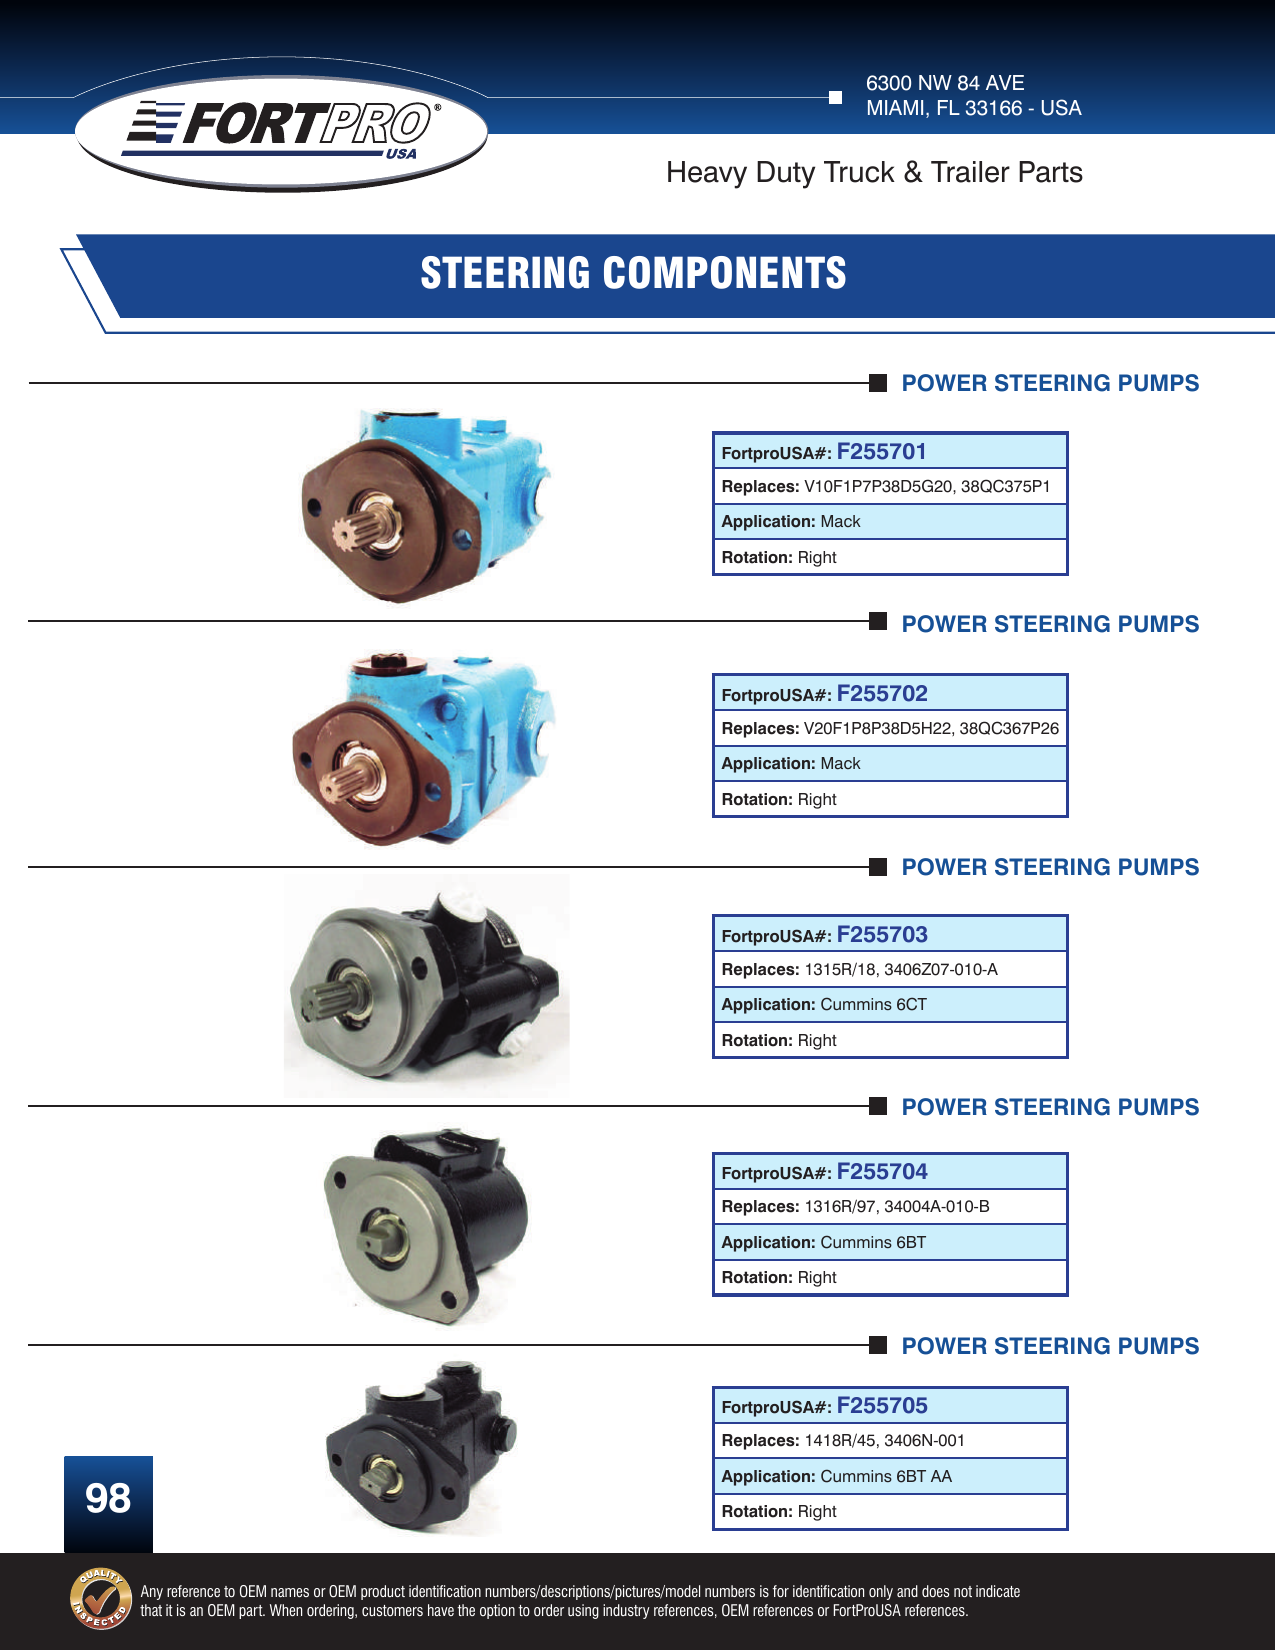 FORTPRO®
USA
6300 NW 84 AVE
MIAMI, FL 33166 - USA
Heavy Duty Truck & Trailer Parts
STEERING COMPONENTS
POWER STEERING PUMPS
FortproUSA#: F255701
Replaces: V10F1P7P38D5G20, 38QC375P1
Application: Mack
Rotation: Right
POWER STEERING PUMPS
FortproUSA#: F255702
Replaces: V20F1P8P38D5H22, 38QC367P26
Application: Mack
Rotation: Right
POWER STEERING PUMPS
FortproUSA#: F255703
Replaces: 1315R/18, 3406Z07-010-A
Application: Cummins 6CT
Rotation: Right
POWER STEERING PUMPS
FortproUSA#: F255704
Replaces: 1316R/97, 34004A-010-B
Application: Cummins 6BT
Rotation: Right
POWER STEERING PUMPS
FortproUSA#: F255705
Replaces: 1418R/45, 3406N-001
Application: Cummins 6BT AA
Rotation: Right
98
QUALITY
INSPECTED
Any reference to OEM names or OEM product identification numbers/descriptions/pictures/model numbers is for identification only and does not indicate
that it is an OEM part. When ordering, customers have the option to order using industry references, OEM references or FortProUSA references.